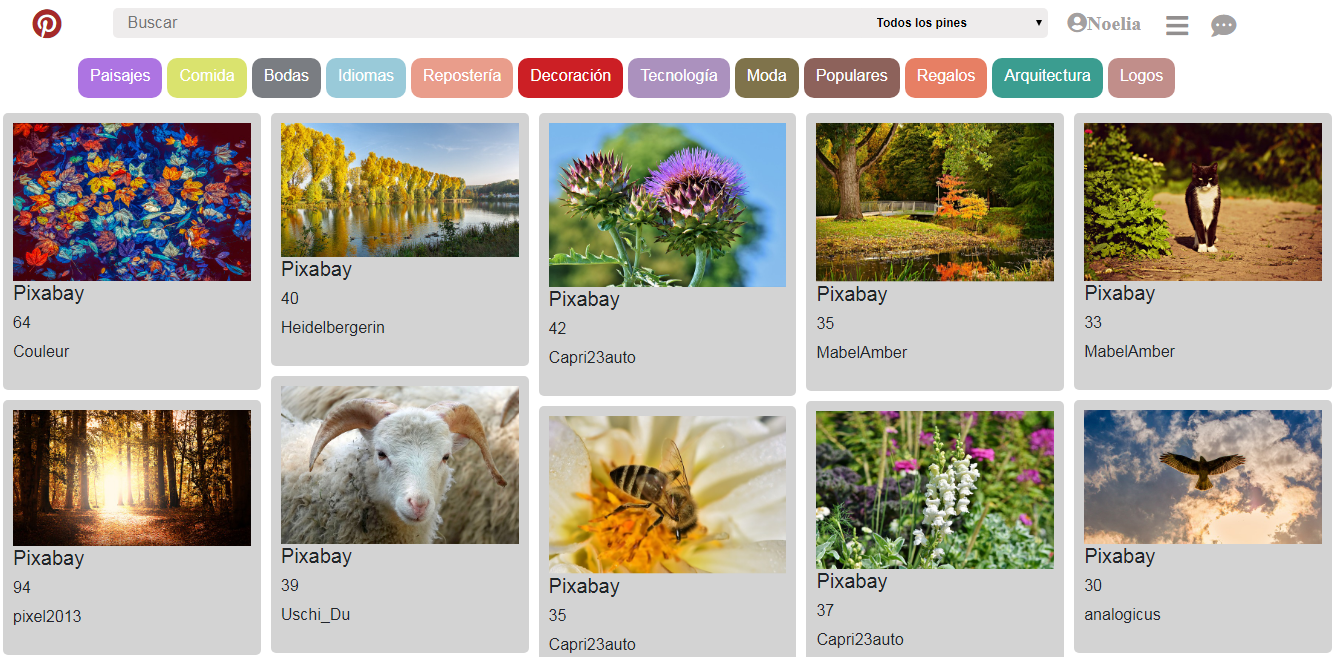 Buscar
Todos los pines
Noelia
Paisajes
Comida
Bodas
Idiomas
Repostería
Decoración
Tecnología
Moda
Populares
Regalos
Arquitectura
Logos
Pixabay
64
Couleur
Pixabay
40
Heidelbergerin
Pixabay
42
Capri23auto
Pixabay
35
MabelAmber
Pixabay
33
MabelAmber
Pixabay
94
pixel2013
Pixabay
39
Uschi_Du
Pixabay
35
Capri23auto
Pixabay
37
Capri23auto
Pixabay
30
analogicus